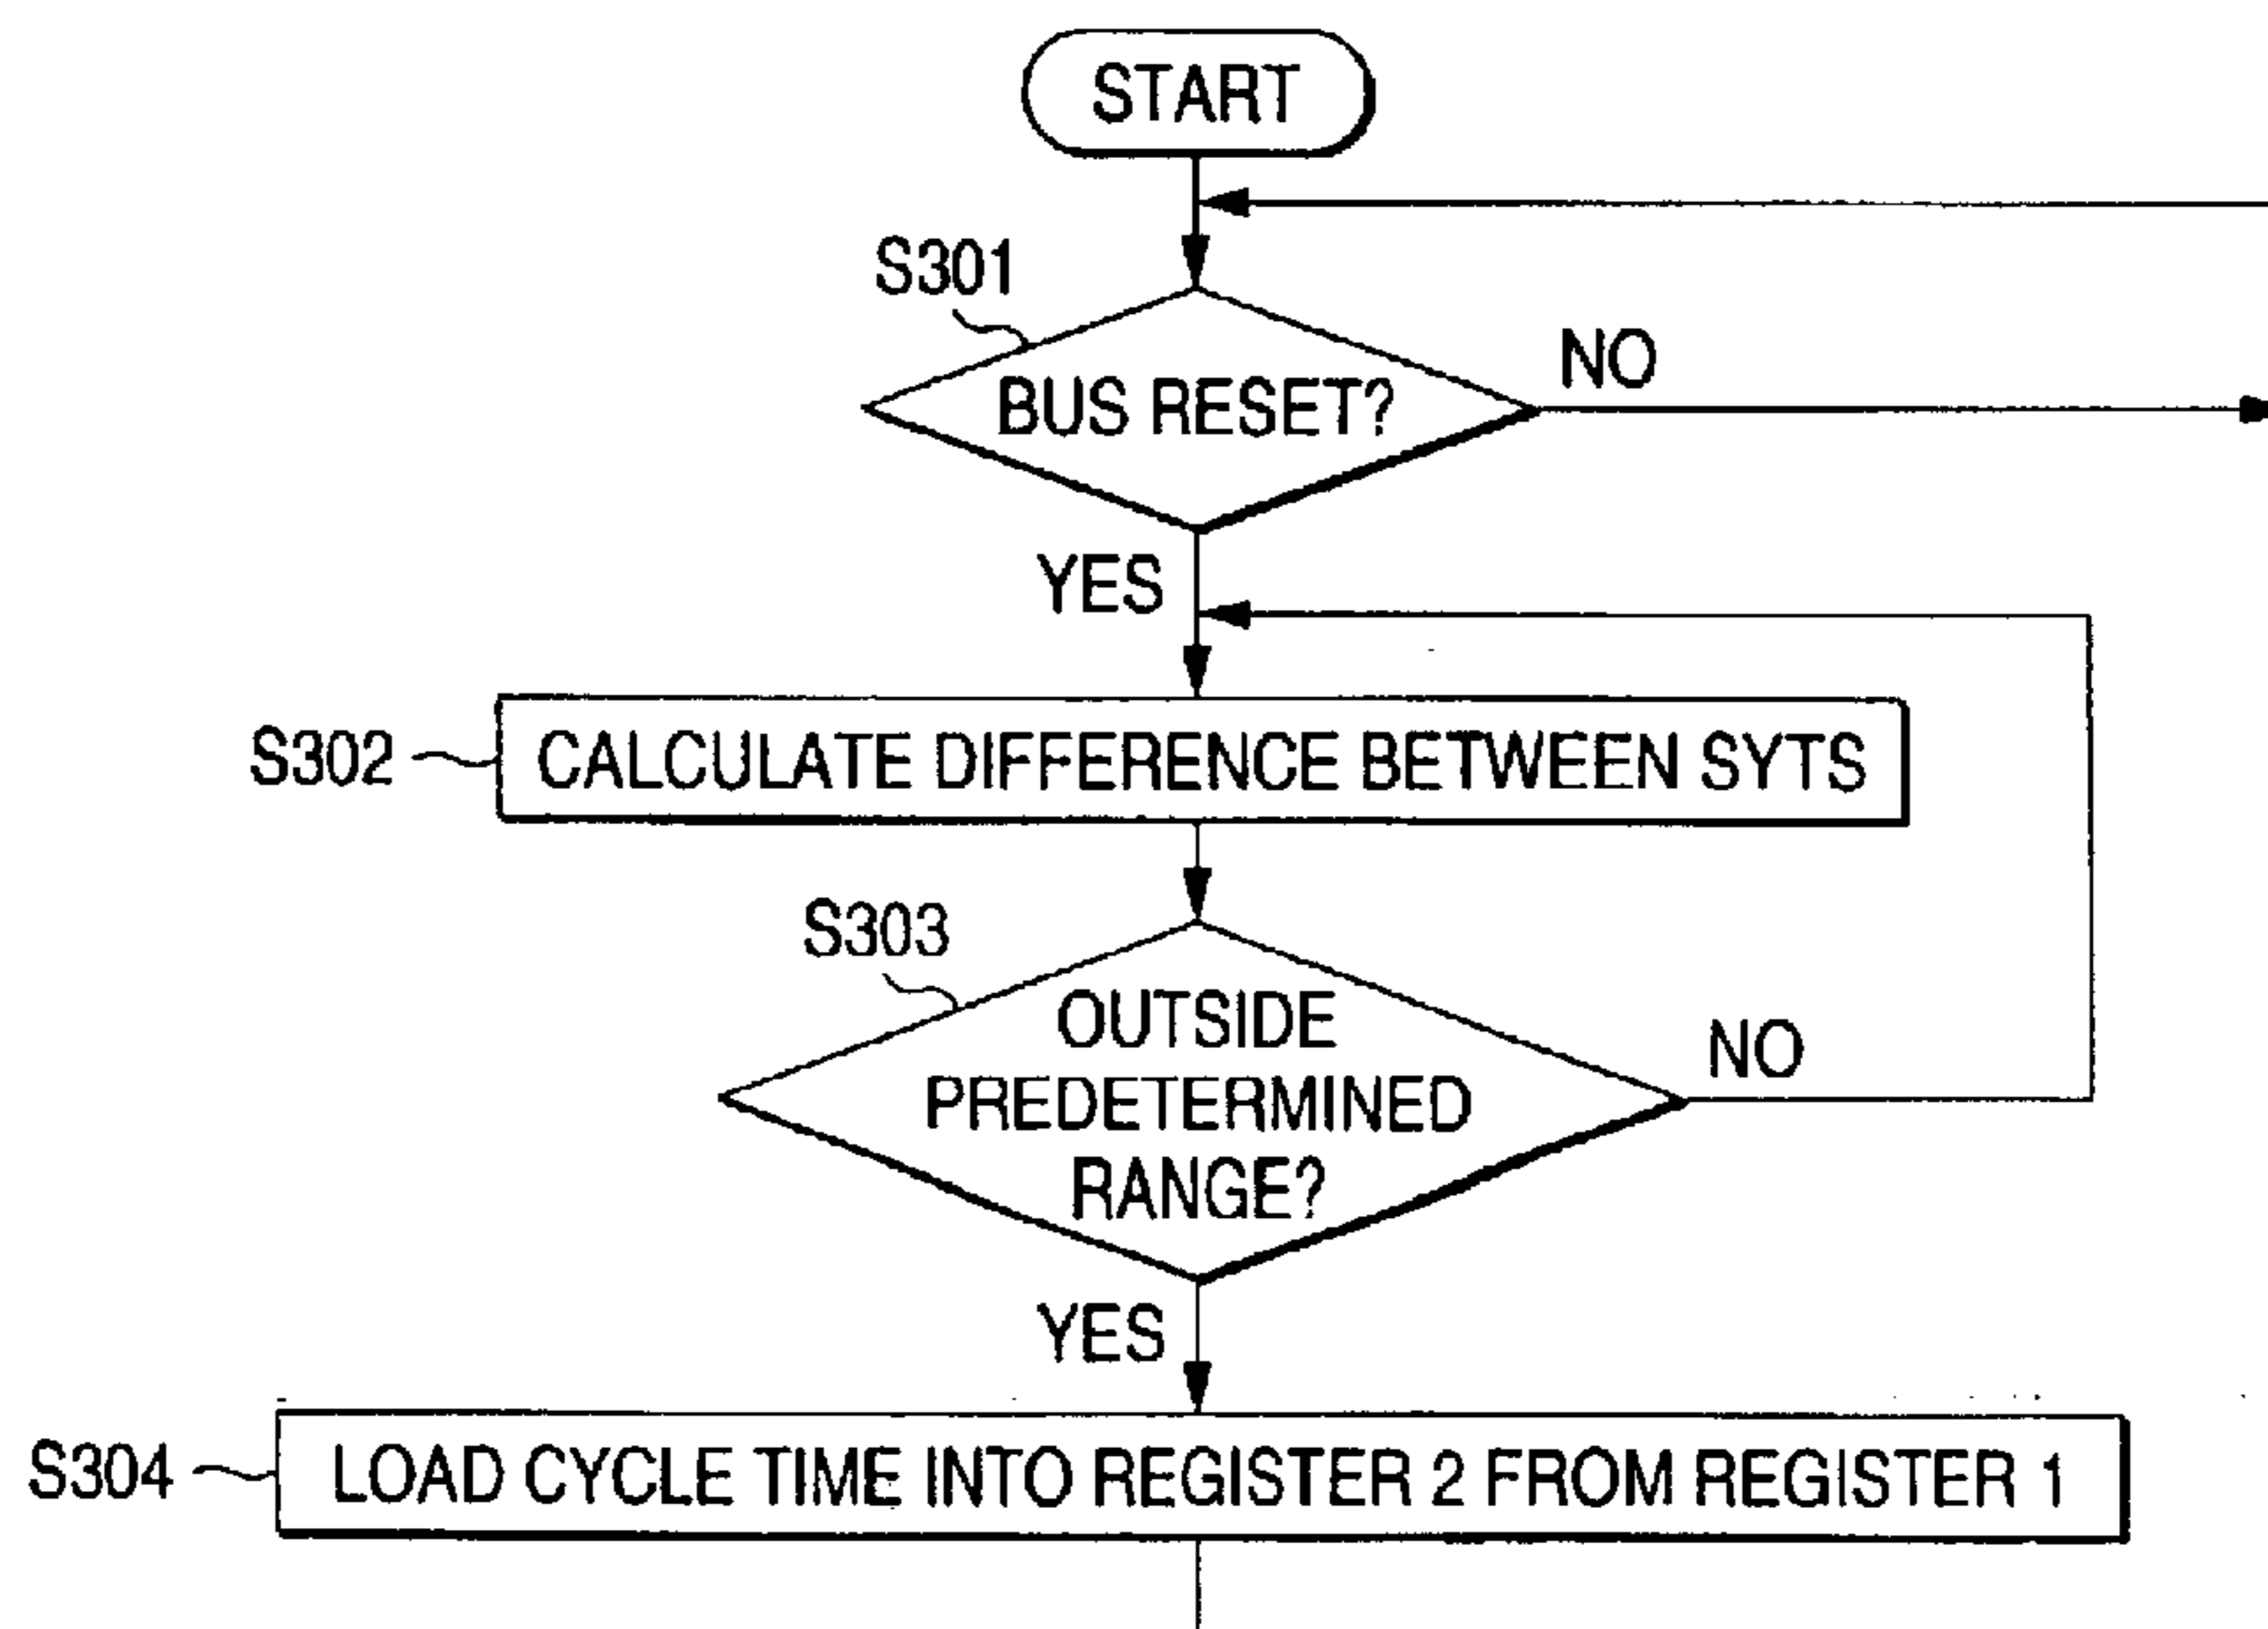 START
S301
BUS RESET?
NO
YES
S302
CALCULATE DIFFERENCE BETWEEN SYTS
S303
OUTSIDE
PREDETERMINED
RANGE?
NO
YES
S304
LOAD CYCLE TIME INTO REGISTER 2 FROM REGISTER 1